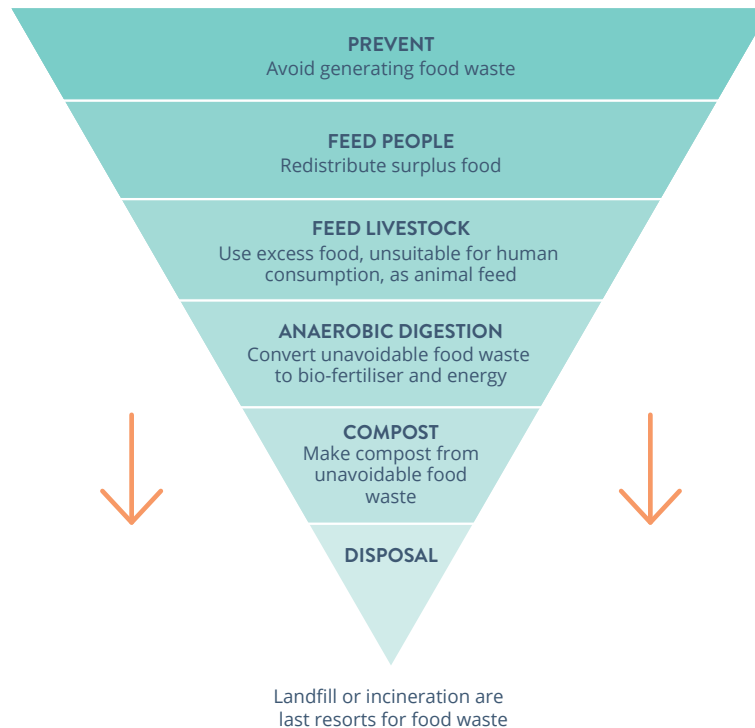 PREVENT
Avoid generating food waste
FEED PEOPLE
Redistribute surplus food
FEED LIVESTOCK
Use excess food, unsuitable for human
consumption, as animal feed
ANAEROBIC DIGESTION
Convert unavoidable food waste
to bio-fertiliser and energy
COMPOST
Make compost from
unavoidable food
waste
DISPOSAL
Landfill or incineration are
last resorts for food waste